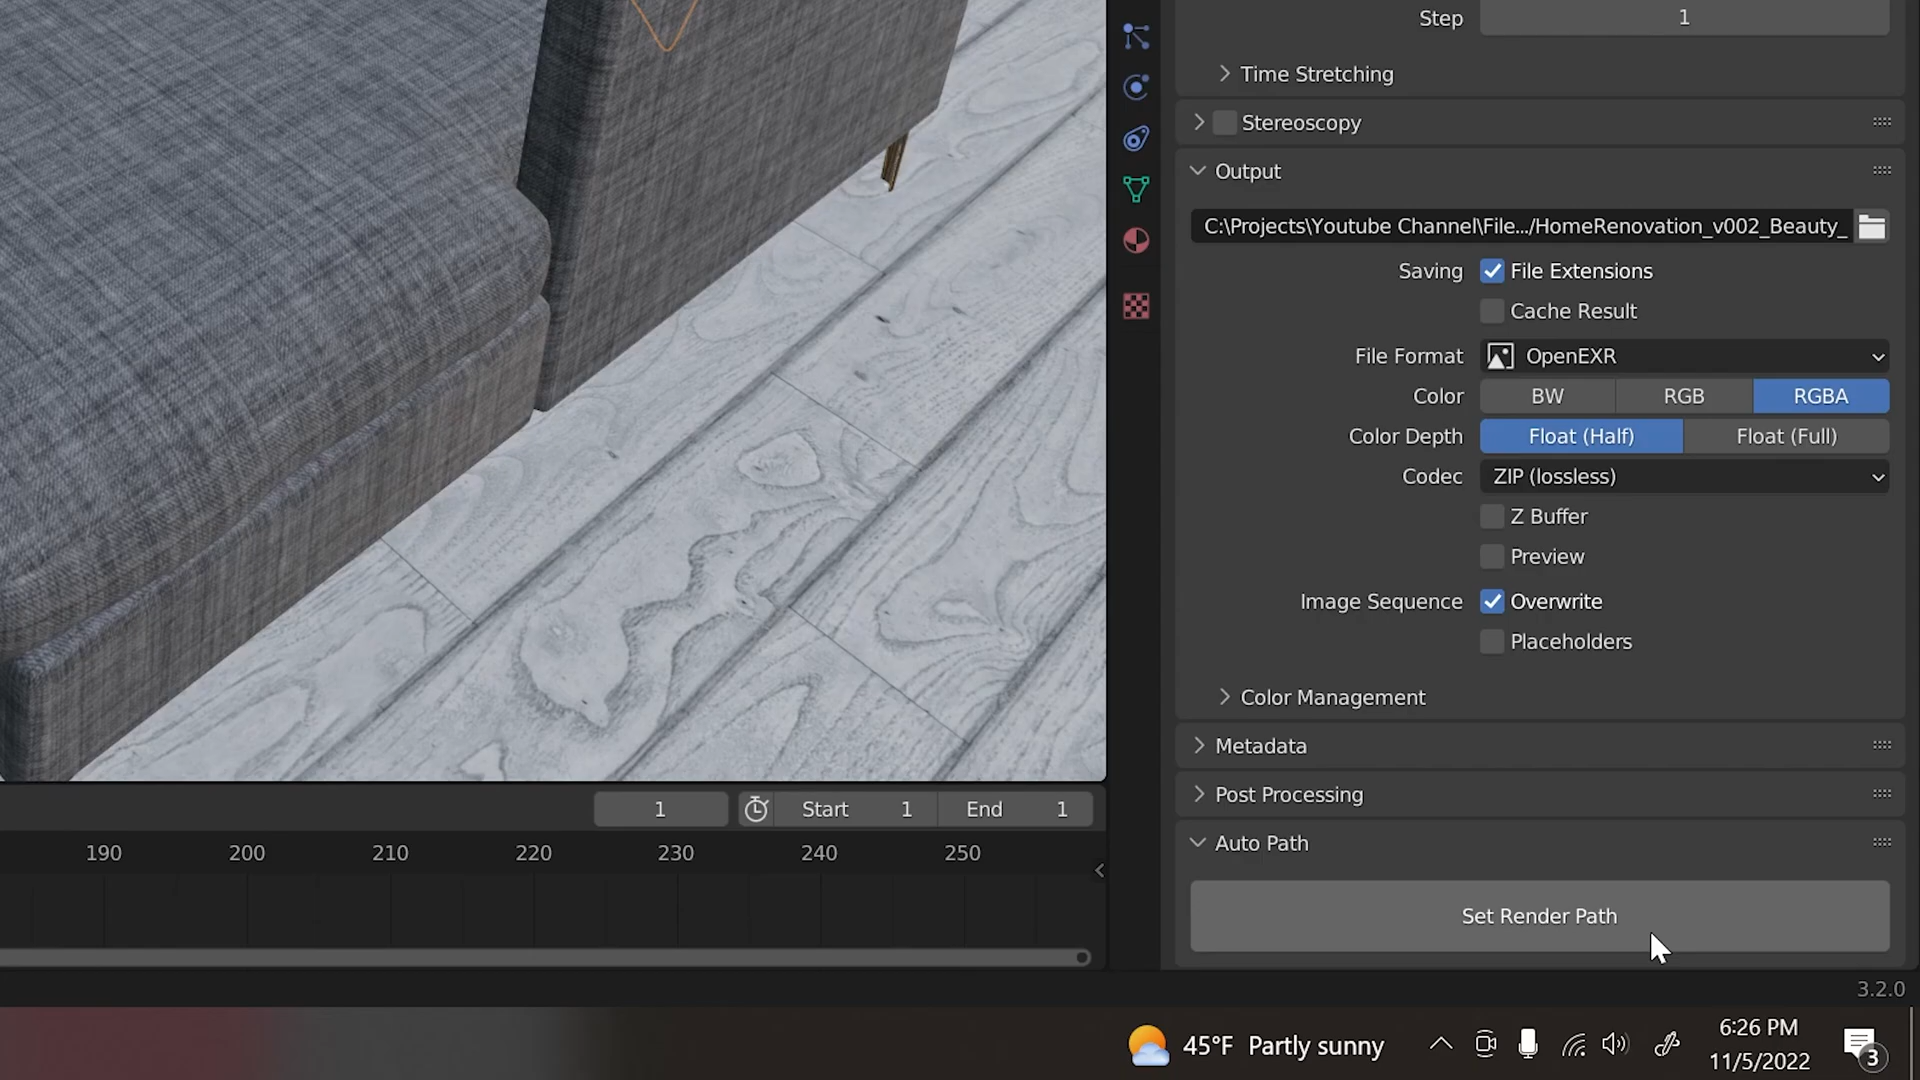 Step 1
Time Stretching
Stereoscopy
Output
C:\Projects\Youtube Channel\File.../HomeRenovation_v002_Beauty_
Saving File Extensions
Cache Result
File Format OpenEXR
Color BW RGB RGBA
Color Depth Float (Half) Float (Full)
Codec ZIP (lossless)
Z Buffer
Preview
Image Sequence Overwrite
Placeholders
Color Management
Metadata
Post Processing
Auto Path
Set Render Path
1 Start 1 End 1
190 200 210 220 230 240 250
3.2.0
45°F Partly sunny
6:26 PM
11/5/2022
3